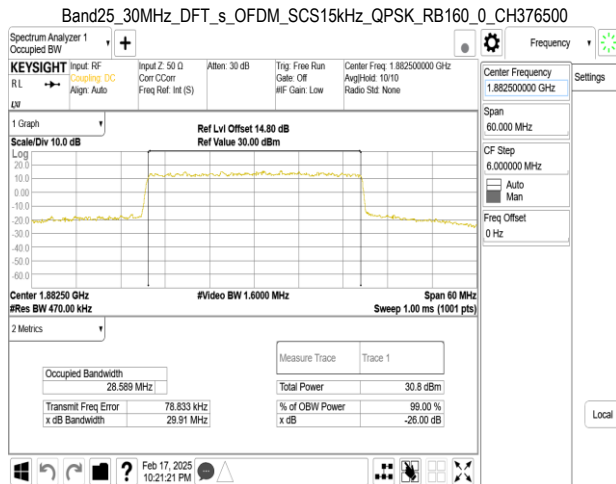 Band25_30MHz_DFT_s_OFDM_SCS15kHz_QPSK_RB160_0_CH376500
Spectrum Analyzer 1
Occupied BW
Frequency
KEYSIGHT
RL
LXI
Input: RF
Coupling: DC
Align: Auto
Input Z: 50 Ω
Corr CCorr
Freq Ref: Int (S)
Atten: 30 dB
Trig: Free Run
Gate: Off
#IF Gain: Low
Center Freq: 1.882500000 GHz
Avg|Hold: 10/10
Radio Std: None
Center Frequency
1.882500000 GHz
Settings
Span
60.000 MHz
CF Step
6.000000 MHz
Auto
Man
Freq Offset
0 Hz
Local
1 Graph
Scale/Div 10.0 dB
Ref Lvl Offset 14.80 dB
Ref Value 30.00 dBm
Log
20.0
10.0
0.00
-10.0
-20.0
-30.0
-40.0
-50.0
-60.0
Center 1.88250 GHz
#Video BW 1.6000 MHz
Span 60 MHz
#Res BW 470.00 kHz
Sweep 1.00 ms (1001 pts)
2 Metrics
Measure Trace Trace 1
Occupied Bandwidth
28.589 MHz
Total Power 30.8 dBm
Transmit Freq Error 78.833 kHz
% of OBW Power 99.00 %
x dB Bandwidth 29.91 MHz
x dB -26.00 dB
Feb 17, 2025
10:21:21 PM